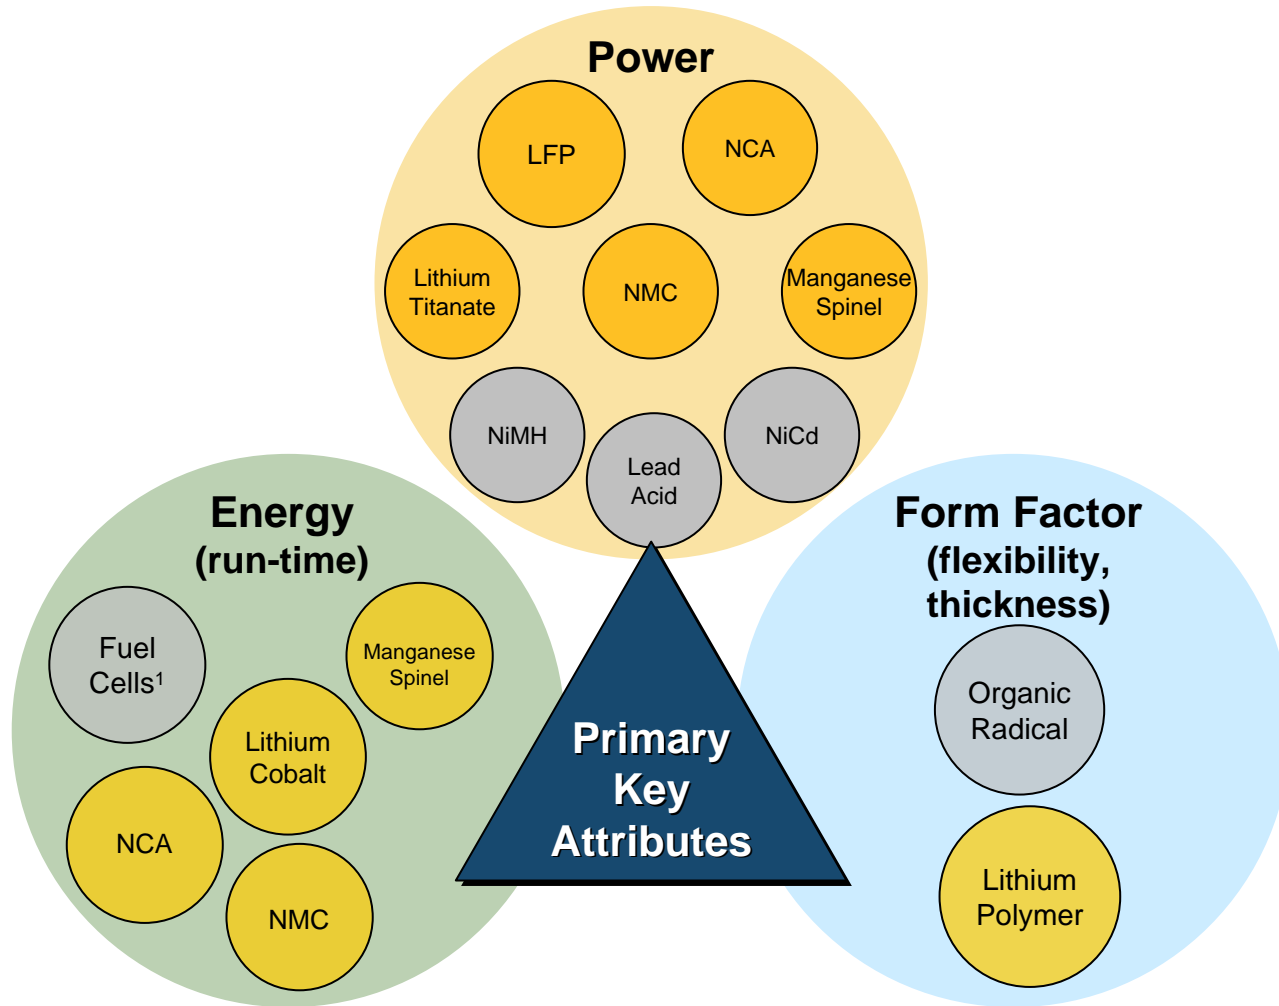 Power
LFP
NCA
Lithium
Titanate
NMC
Manganese
Spinel
NiMH
Lead
Acid
NiCd
Energy
(run-time)
Fuel
Cells¹
Manganese
Spinel
Lithium
Cobalt
NCA
NMC
Form Factor
(flexibility,
thickness)
Organic
Radical
Lithium
Polymer
Primary
Key
Attributes